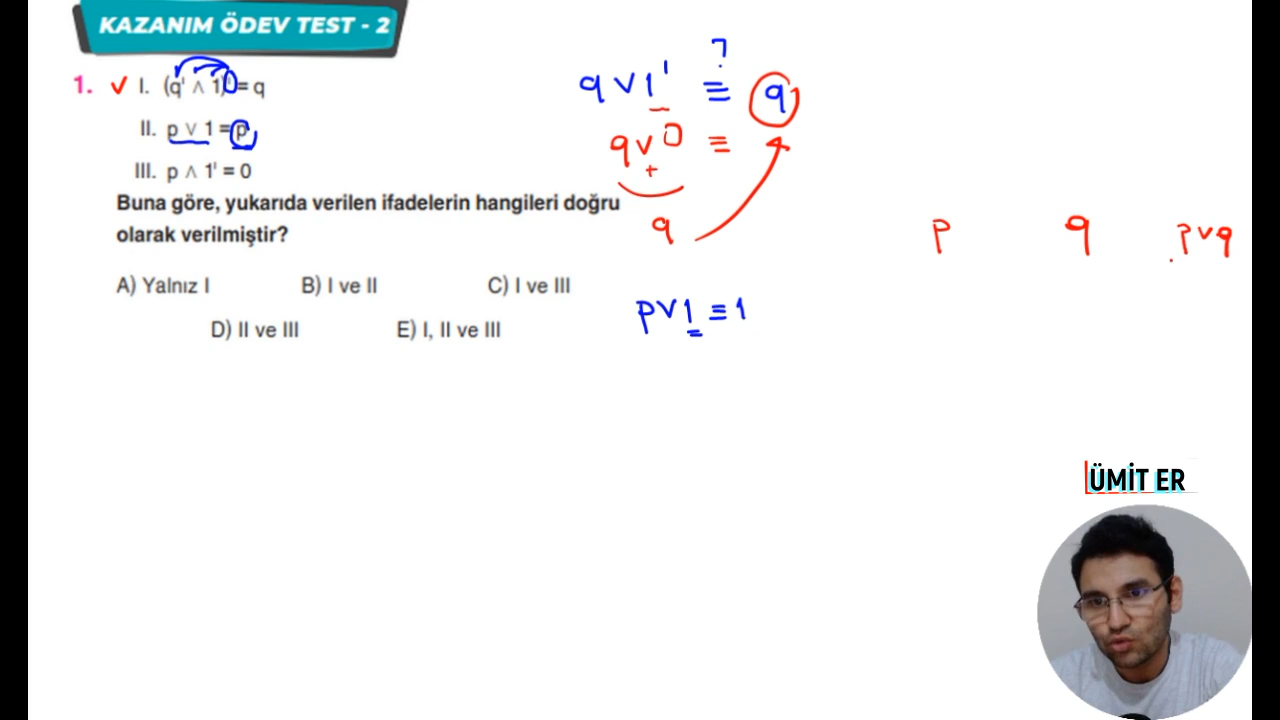 KAZANIM ÖDEV TEST - 2
1. ✓ I. (q' ∧ 1)' = q
II. p ∨ 1 = p
III. p ∧ 1' = 0
Buna göre, yukarıda verilen ifadelerin hangileri doğru
olarak verilmiştir?
A) Yalnız I B) I ve II C) I ve III
D) II ve III E) I, II ve III
?
q ∨ 1' ≡ q
q ∨ 0 ≡
+
q
p ∨ 1 ≡ 1
p q p ∨ q
ÜMİT ER